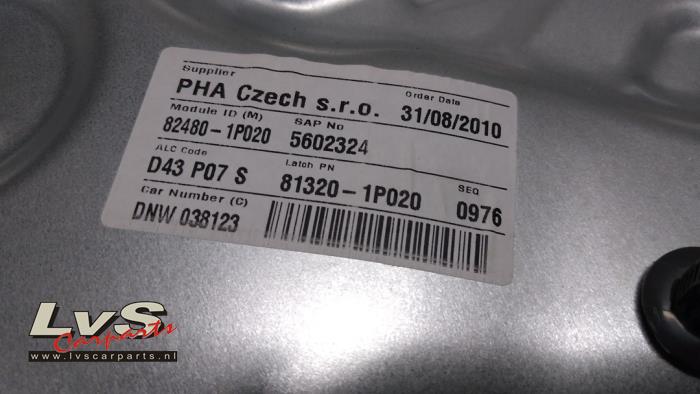 Supplier
PHA Czech s.r.o.
Order Date
31/08/2010
Module ID (M)
82480-1P020
SAP No
5602324
ALC Code
D43 P07 S
Latch PN
81320-1P020
SEQ
0976
Car Number (C)
DNW 038123
LvS
Carparts
www.lvscarparts.nl